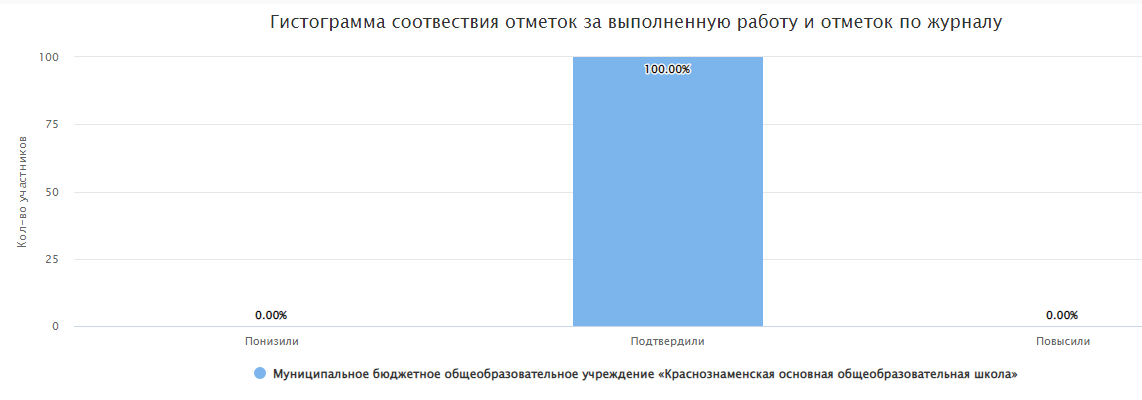 Гистограмма соотвествия отметок за выполненную работу и отметок по журналу
100
75
50
25
0
Кол-во участников
100.00%
0.00%
0.00%
Понизили
Подтвердили
Повысили
Муниципальное бюджетное общеобразовательное учреждение «Краснознаменская основная общеобразовательная школа»